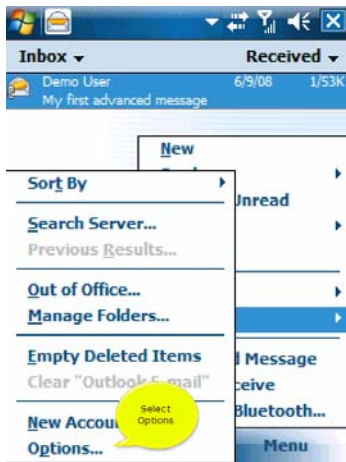 Inbox Received
Demo User 6/9/08 1/53K
My first advanced message
New
Sort By
Unread
Search Server...
Previous Results...
Out of Office...
Manage Folders...
Empty Deleted Items
Message
Clear "Outlook E-mail"
Select
Options
Bluetooth...
New
Options...
Menu